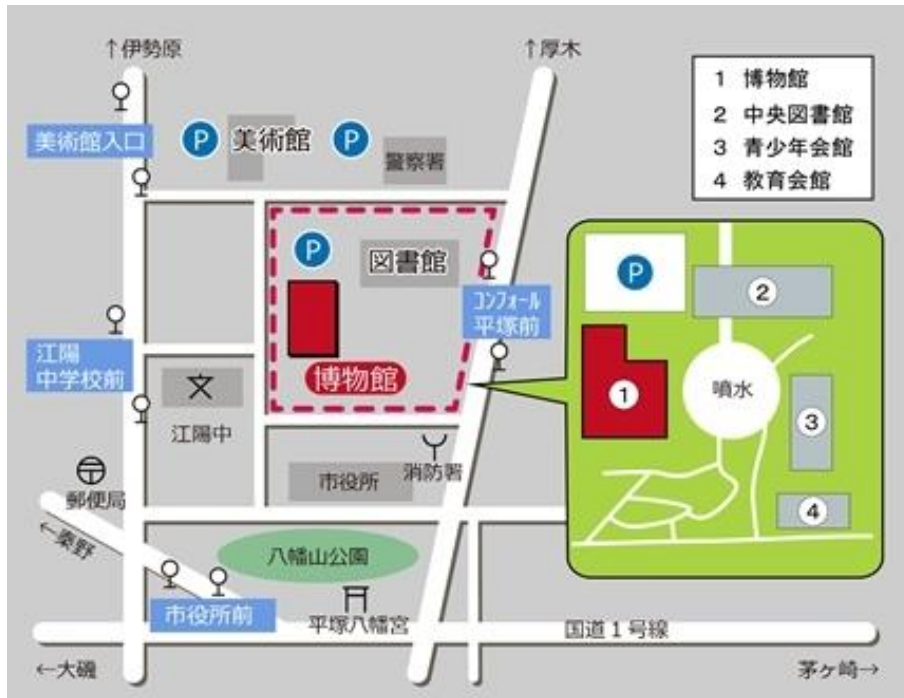 ↑伊勢原
↑厚木
1 博物館
2 中央図書館
3 青少年会館
4 教育会館
美術館入口
P
美術館
P
警察署
P
図書館
コンフォール
平塚前
博物館
江陽
中学校前
文
江陽中
P
2
1
噴水
3
4
市役所
消防署
郵便局
←秦野
八幡山公園
市役所前
平塚八幡宮
国道1号線
←大磯
茅ヶ崎→